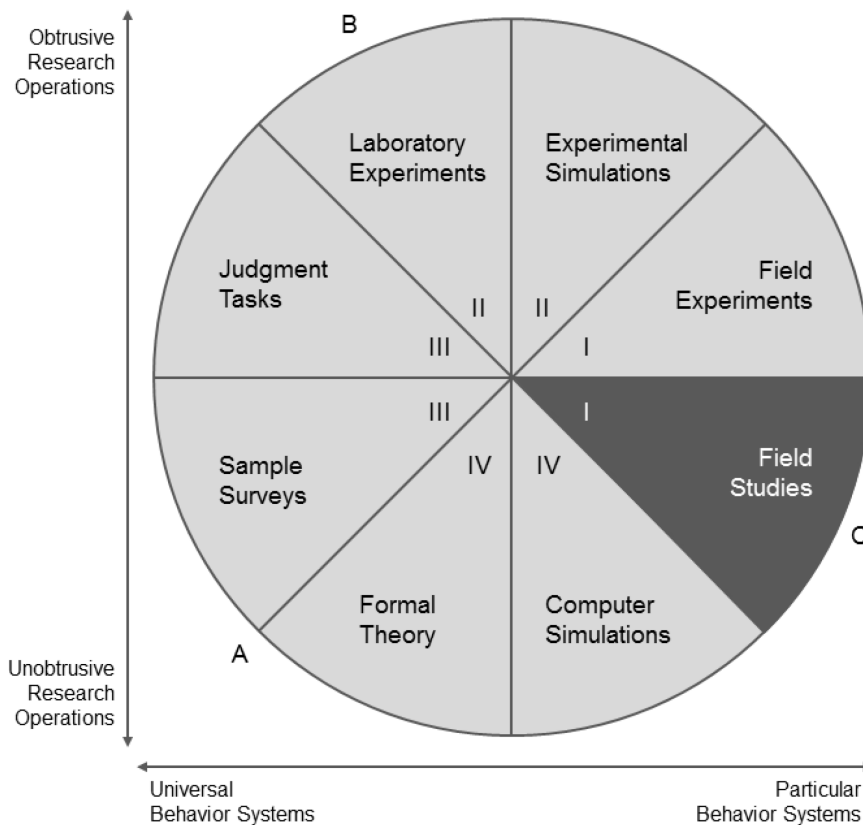 Obtrusive
Research
Operations
B
Laboratory
Experiments
Experimental
Simulations
Judgment
Tasks
Field
Experiments
II
II
III
I
III
I
Sample
Surveys
IV
IV
Field
Studies
C
Formal
Theory
Computer
Simulations
A
Unobtrusive
Research
Operations
Universal
Behavior Systems
Particular
Behavior Systems